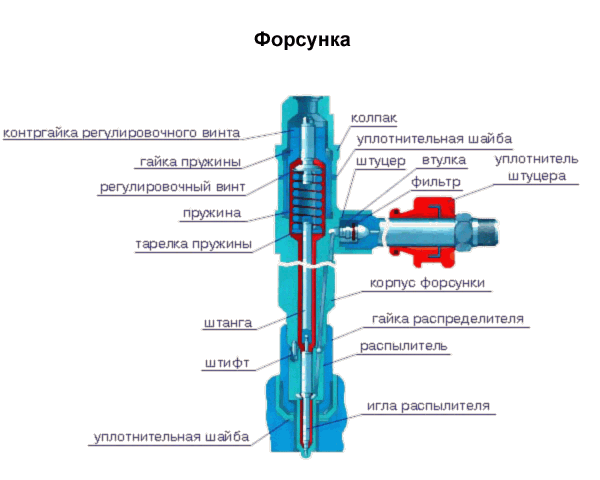 Форсунка
контргайка регулировочного винта
колпак
уплотнительная шайба
гайка пружины
штуцер
втулка
уплотнитель
штуцера
регулировочный винт
фильтр
пружина
тарелка пружины
корпус форсунки
штанга
гайка распределителя
распылитель
штифт
игла распылителя
уплотнительная шайба